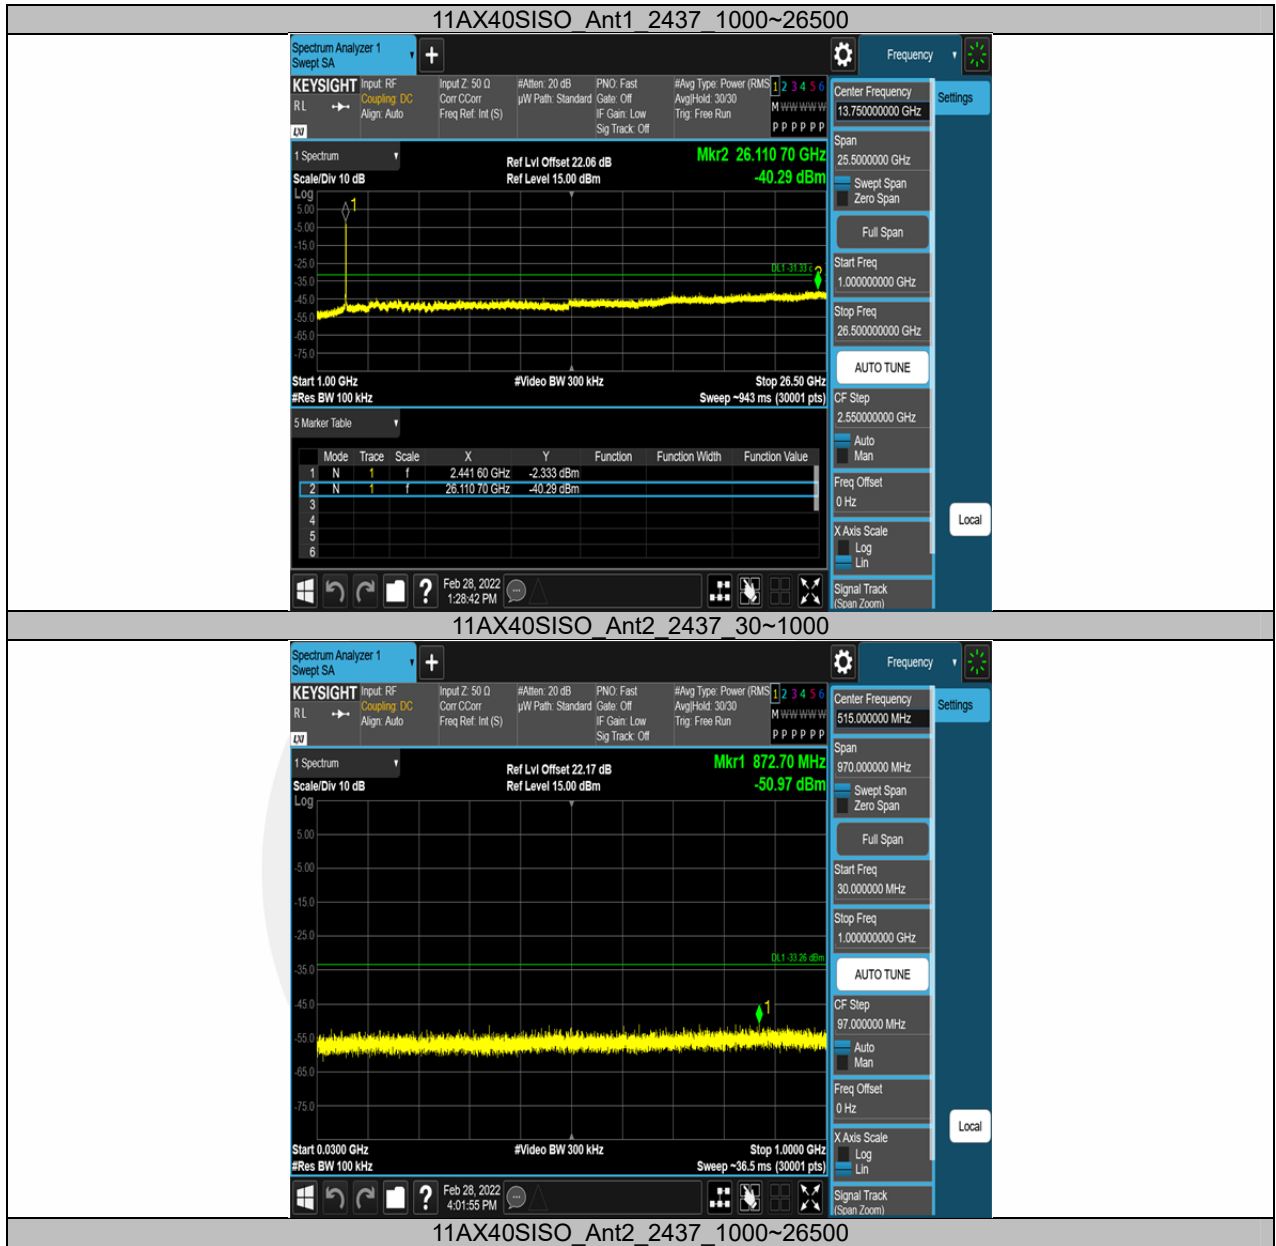 11AX40SISO_Ant1_2437_1000~26500
Spectrum Analyzer 1
Swept SA
+
Frequency
KEYSIGHT
RL
LXI
Input: RF
Coupling: DC
Align: Auto
Input Z: 50 Ω
Corr CCorr
Freq Ref: Int (S)
#Atten: 20 dB
µW Path: Standard
PNO: Fast
Gate: Off
IF Gain: Low
Sig Track: Off
#Avg Type: Power (RMS
Avg|Hold: 30/30
Trig: Free Run
1 2 3 4 5 6
M W W W W W
P P P P P P
1 Spectrum
Scale/Div 10 dB
Ref Lvl Offset 22.06 dB
Ref Level 15.00 dBm
Mkr2 26.110 70 GHz
-40.29 dBm
Log
5.00
-5.00
-15.0
-25.0
-35.0
-45.0
-55.0
-65.0
-75.0
1
DL1 -31.33
2
Start 1.00 GHz
#Res BW 100 kHz
#Video BW 300 kHz
Stop 26.50 GHz
Sweep ~943 ms (30001 pts)
5 Marker Table
Mode Trace Scale X Y Function Function Width Function Value
1 N 1 f 2.441 60 GHz -2.333 dBm
2 N 1 f 26.110 70 GHz -40.29 dBm
3
4
5
6
?
Feb 28, 2022
1:28:42 PM
Center Frequency
13.750000000 GHz
Span
25.5000000 GHz
Swept Span
Zero Span
Full Span
Start Freq
1.000000000 GHz
Stop Freq
26.500000000 GHz
AUTO TUNE
CF Step
2.550000000 GHz
Auto
Man
Freq Offset
0 Hz
X Axis Scale
Log
Lin
Signal Track
(Span Zoom)
Settings
Local
11AX40SISO_Ant2_2437_30~1000
Spectrum Analyzer 1
Swept SA
+
Frequency
KEYSIGHT
RL
LXI
Input: RF
Coupling: DC
Align: Auto
Input Z: 50 Ω
Corr CCorr
Freq Ref: Int (S)
#Atten: 20 dB
µW Path: Standard
PNO: Fast
Gate: Off
IF Gain: Low
Sig Track: Off
#Avg Type: Power (RMS
Avg|Hold: 30/30
Trig: Free Run
1 2 3 4 5 6
M W W W W W
P P P P P P
1 Spectrum
Scale/Div 10 dB
Ref Lvl Offset 22.17 dB
Ref Level 15.00 dBm
Mkr1 872.70 MHz
-50.97 dBm
Log
5.00
-5.00
-15.0
-25.0
-35.0
-45.0
-55.0
-65.0
-75.0
DL1 -33.26 dBm
1
Start 0.0300 GHz
#Res BW 100 kHz
#Video BW 300 kHz
Stop 1.0000 GHz
Sweep ~36.5 ms (30001 pts)
?
Feb 28, 2022
4:01:55 PM
Center Frequency
515.000000 MHz
Span
970.000000 MHz
Swept Span
Zero Span
Full Span
Start Freq
30.000000 MHz
Stop Freq
1.000000000 GHz
AUTO TUNE
CF Step
97.000000 MHz
Auto
Man
Freq Offset
0 Hz
X Axis Scale
Log
Lin
Signal Track
(Span Zoom)
Settings
Local
11AX40SISO_Ant2_2437_1000~26500